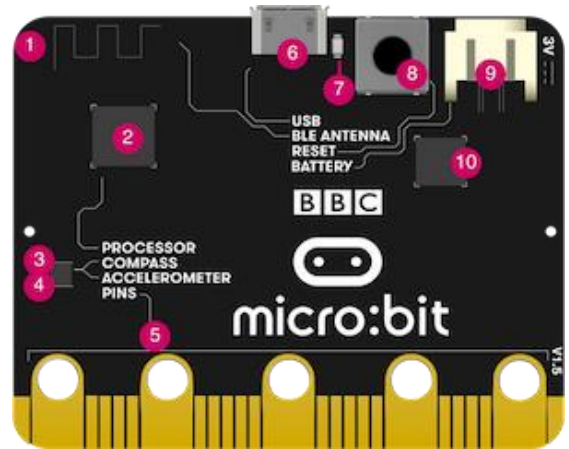 1
6
7
8
9
3V
2
USB
BLE ANTENNA
RESET
BATTERY
10
BBC
PROCESSOR
3 COMPASS
4 ACCELEROMETER
PINS
5
micro:bit
V1.5